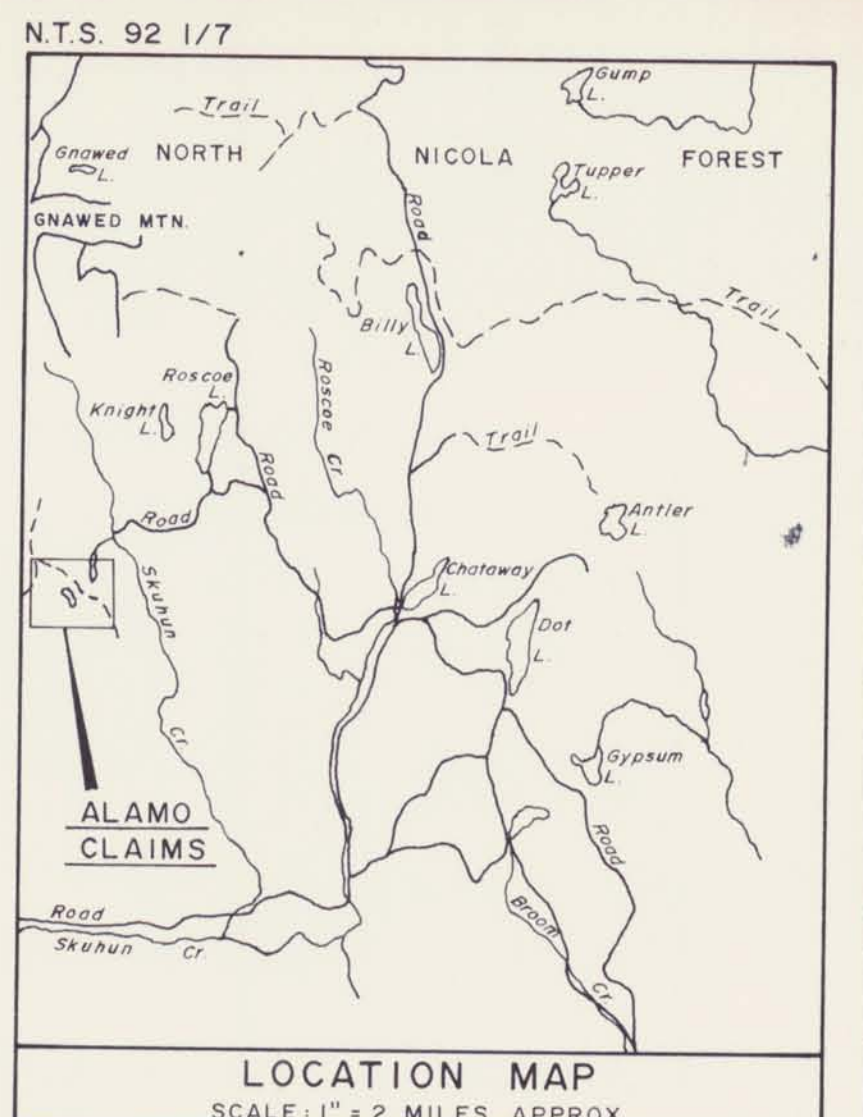 N.T.S. 92 I/7
Gump
L.
Trail
Gnawed
L.
NORTH NICOLA FOREST
Tupper
L.
Road
GNAWED MTN.
Trail
Billy
L.
Roscoe
L.
Roscoe
Cr.
Knight
L.
Road
Trail
Road
Antler
L.
Skuhun
Cr.
Chataway
L.
Dot
L.
Gypsum
L.
ALAMO
CLAIMS
Road
Road
Skuhun Cr.
Broom
Cr.
LOCATION MAP
SCALE: 1" = 2 MILES APPROX.